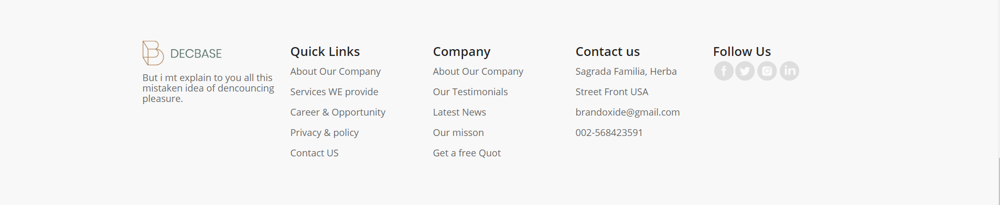 DECBASE
But i mt explain to you all this
mistaken idea of dencouncing
pleasure.
Quick Links
About Our Company
Services WE provide
Career & Opportunity
Privacy & policy
Contact US
Company
About Our Company
Our Testimonials
Latest News
Our misson
Get a free Quot
Contact us
Sagrada Familia, Herba
Street Front USA
brandoxide@gmail.com
002-568423591
Follow Us